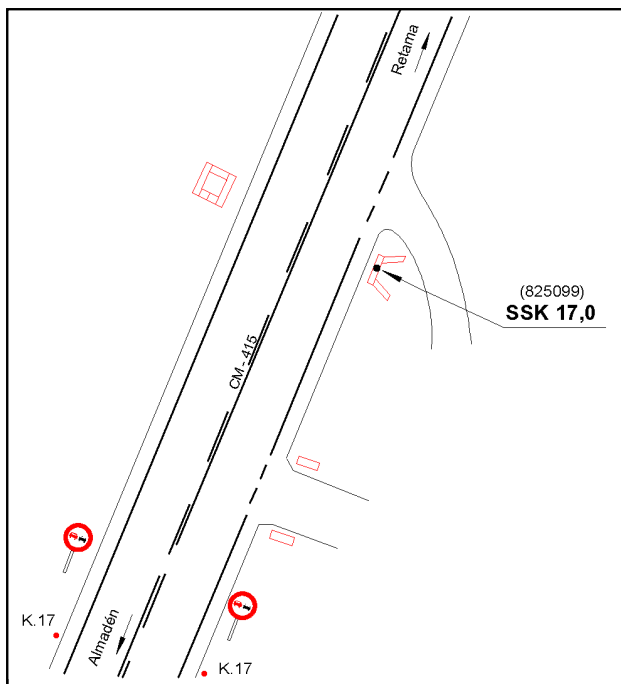 Retama
(825099)
SSK 17,0
CM - 415
Almadén
K.17
K.17